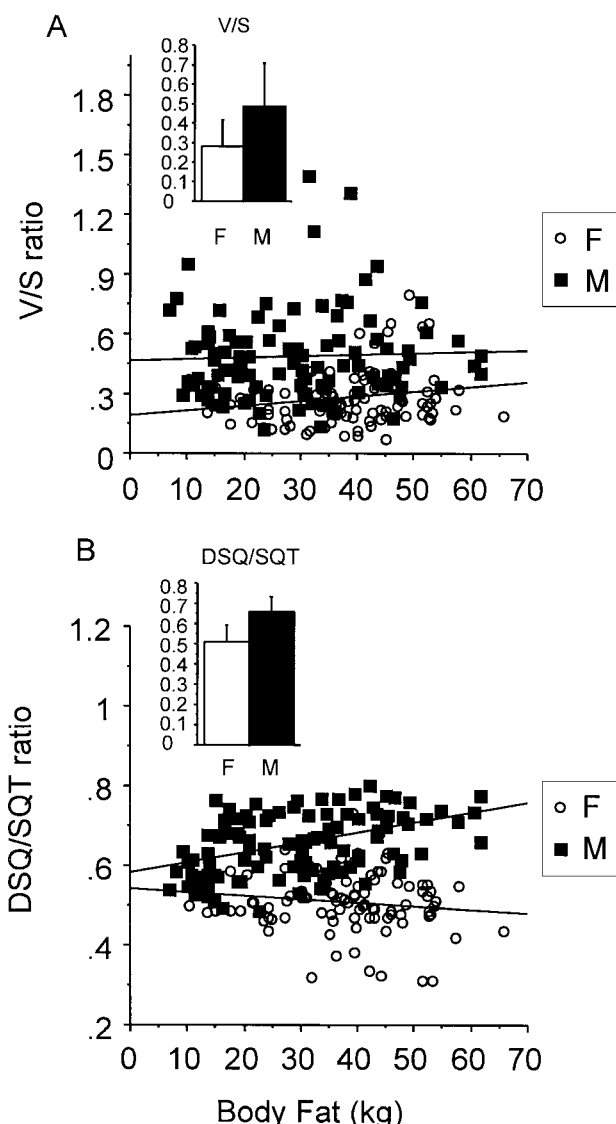 A
V/S
0.8
0.7
0.6
0.5
0.4
0.3
0.2
0.1
0
F M
V/S ratio
1.8
1.5
1.2
.9
.6
.3
0
0 10 20 30 40 50 60 70
F
M
B
DSQ/SQT
0.8
0.7
0.6
0.5
0.4
0.3
0.2
0.1
0
F M
DSQ/SQT ratio
1.2
1
.8
.6
.4
.2
0 10 20 30 40 50 60 70
F
M
Body Fat (kg)